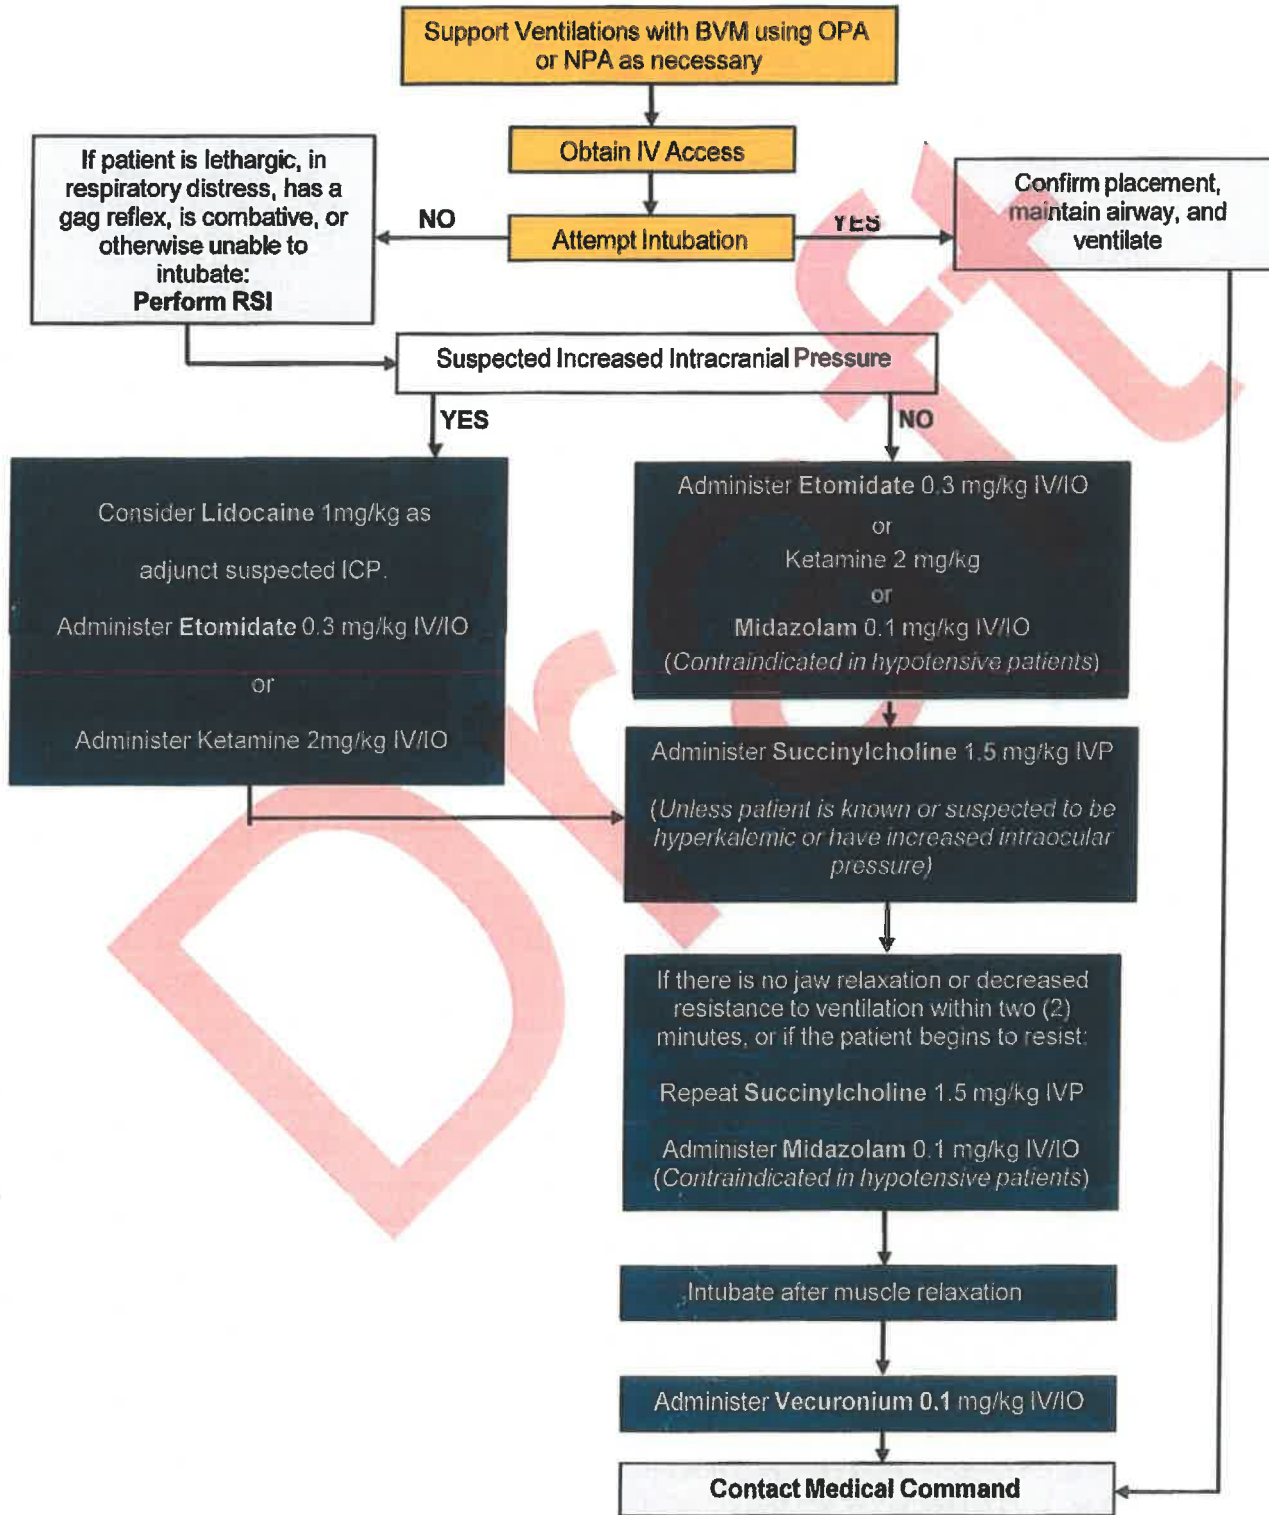 Support Ventilations with BVM using OPA
or NPA as necessary
Obtain IV Access
If patient is lethargic, in
respiratory distress, has a
gag reflex, is combative, or
otherwise unable to
intubate:
Perform RSI
NO
Attempt Intubation
YES
Confirm placement,
maintain airway, and
ventilate
Suspected Increased Intracranial Pressure
YES
NO
Consider Lidocaine 1mg/kg as
adjunct suspected ICP.
Administer Etomidate 0.3 mg/kg IV/IO
or
Administer Ketamine 2mg/kg IV/IO
Administer Etomidate 0.3 mg/kg IV/IO
or
Ketamine 2 mg/kg
or
Midazolam 0.1 mg/kg IV/IO
(Contraindicated in hypotensive patients)
Administer Succinylcholine 1.5 mg/kg IVP
(Unless patient is known or suspected to be
hyperkalemic or have increased intraocular
pressure)
If there is no jaw relaxation or decreased
resistance to ventilation within two (2)
minutes, or if the patient begins to resist:
Repeat Succinylcholine 1.5 mg/kg IVP
Administer Midazolam 0.1 mg/kg IV/IO
(Contraindicated in hypotensive patients)
Intubate after muscle relaxation
Administer Vecuronium 0.1 mg/kg IV/IO
Contact Medical Command
Draft